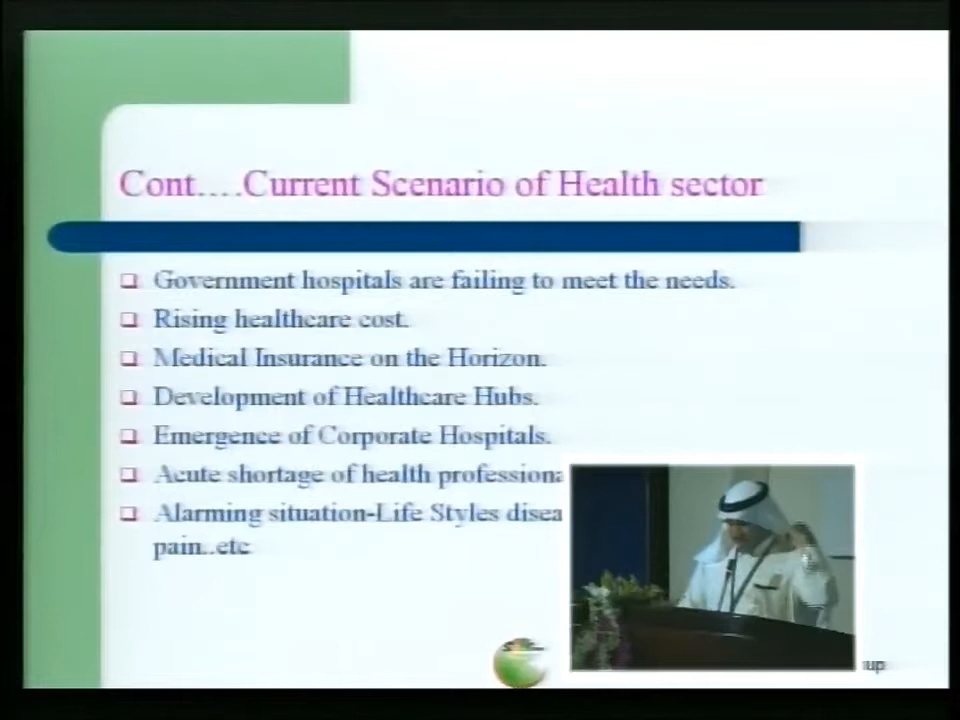 Cont....Current Scenario of Health sector
Government hospitals are failing to meet the needs.
Rising healthcare cost.
Medical Insurance on the Horizon.
Development of Healthcare Hubs.
Emergence of Corporate Hospitals.
Acute shortage of health
Alarming situation-Life Styles
pain..etc
up